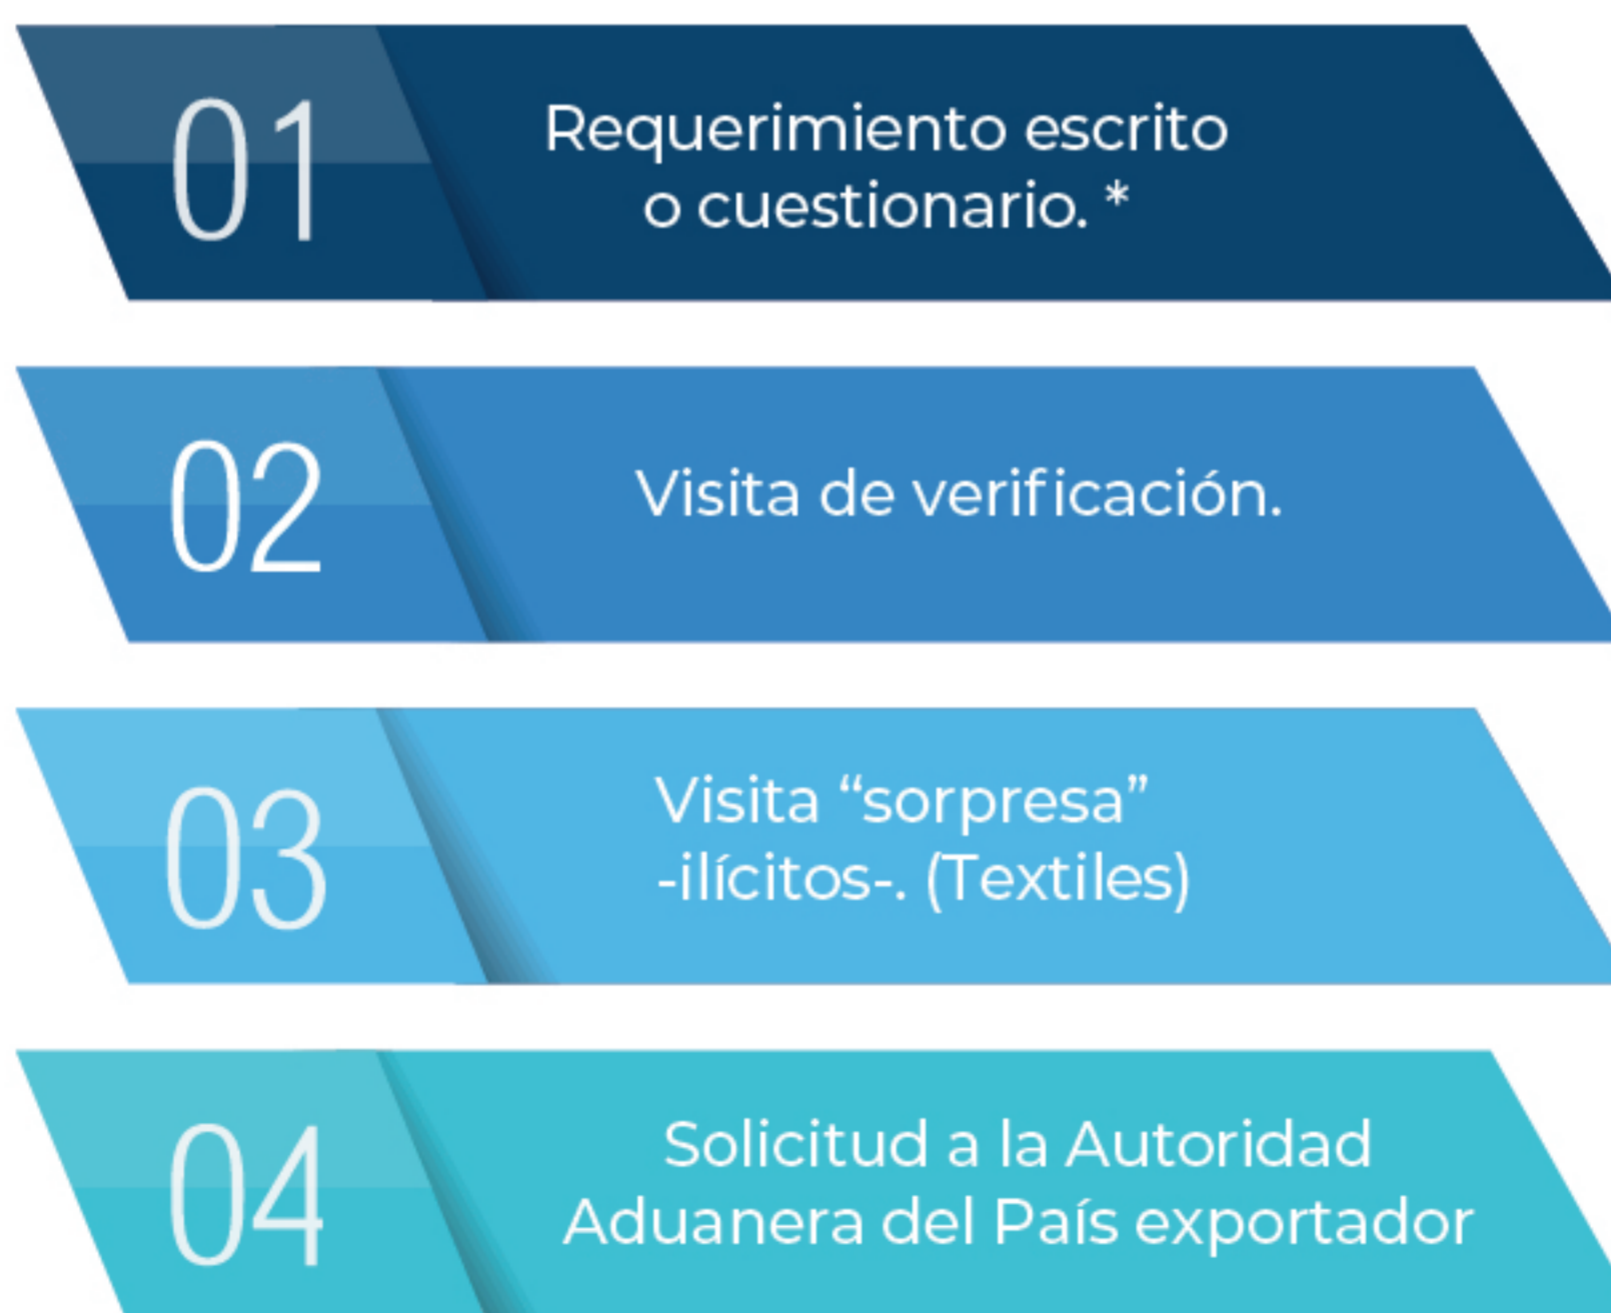 01
Requerimiento escrito
o cuestionario. *
02
Visita de verificación.
03
Visita “sorpresa”
-ilícitos-. (Textiles)
04
Solicitud a la Autoridad
Aduanera del País exportador